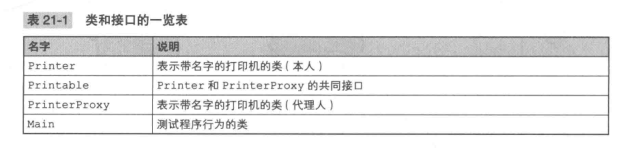 表 21-1 类和接口的一览表
名字 说明
Printer 表示带名字的打印机的类（本人）
Printable Printer 和 PrinterProxy 的共同接口
PrinterProxy 表示带名字的打印机的类（代理人）
Main 测试程序行为的类